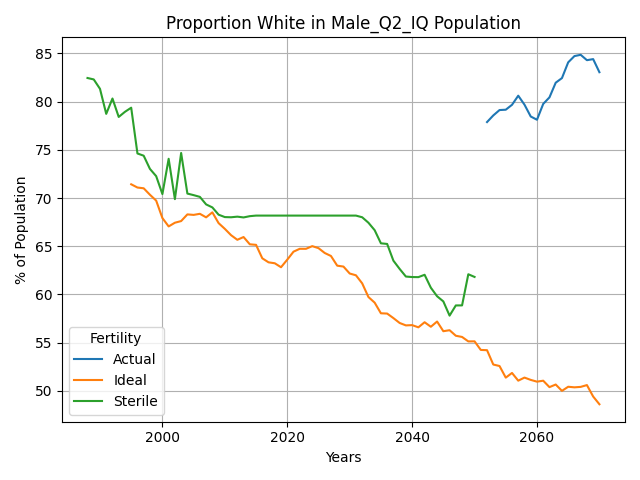 Proportion White in Male_Q2_IQ Population
% of Population
85
80
75
70
65
60
55
50
Fertility
Actual
Ideal
Sterile
2000
2020
2040
2060
Years